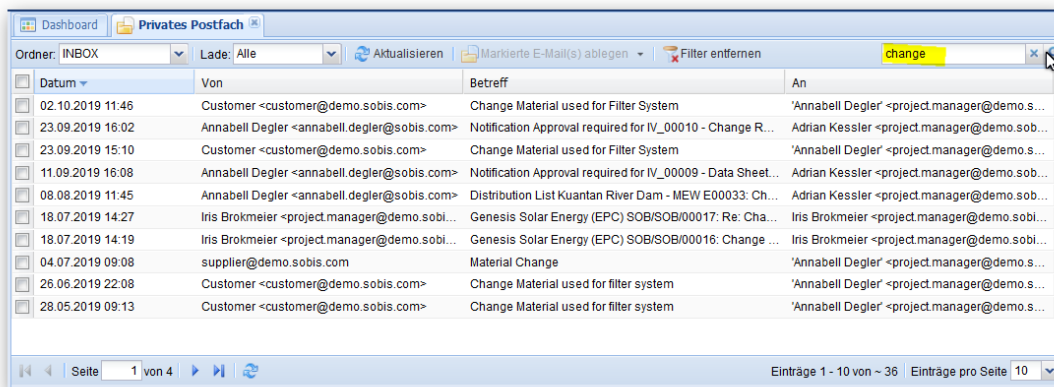 Dashboard Privates Postfach
Ordner: INBOX Lade: Alle Aktualisieren Markierte E-Mail(s) ablegen Filter entfernen change
Datum Von Betreff An
02.10.2019 11:46 Customer <customer@demo.sobis.com> Change Material used for Filter System 'Annabell Degler' <project.manager@demo.s...
23.09.2019 16:02 Annabell Degler <annabell.degler@sobis.com> Notification Approval required for IV_00010 - Change R... Adrian Kessler <project.manager@demo.sob...
23.09.2019 15:10 Customer <customer@demo.sobis.com> Change Material used for Filter System 'Annabell Degler' <project.manager@demo.s...
11.09.2019 16:08 Annabell Degler <annabell.degler@sobis.com> Notification Approval required for IV_00009 - Data Sheet... Adrian Kessler <project.manager@demo.sob...
08.08.2019 11:45 Annabell Degler <annabell.degler@sobis.com> Distribution List Kuantan River Dam - MEW E00033: Ch... Adrian Kessler <project.manager@demo.sob...
18.07.2019 14:27 Iris Brokmeier <project.manager@demo.sobi... Genesis Solar Energy (EPC) SOB/SOB/00017: Re: Cha... Iris Brokmeier <project.manager@demo.sobi...
18.07.2019 14:19 Iris Brokmeier <project.manager@demo.sobi... Genesis Solar Energy (EPC) SOB/SOB/00016: Change ... Iris Brokmeier <project.manager@demo.sobi...
04.07.2019 09:08 supplier@demo.sobis.com Material Change 'Annabell Degler' <project.manager@demo.s...
26.06.2019 22:08 Customer <customer@demo.sobis.com> Change Material used for filter system 'Annabell Degler' <project.manager@demo.s...
28.05.2019 09:13 Customer <customer@demo.sobis.com> Change Material used for filter system 'Annabell Degler' <project.manager@demo.s...
Seite 1 von 4 Einträge 1 - 10 von ~ 36 Einträge pro Seite 10